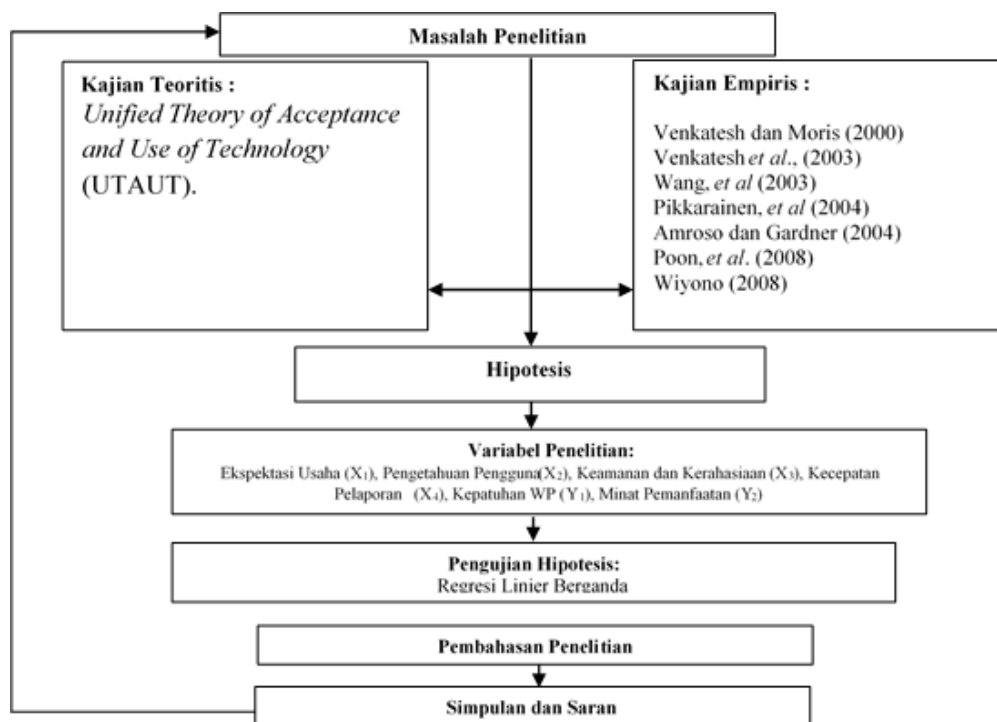 Masalah Penelitian
Kajian Teoritis :
Unified Theory of Acceptance
and Use of Technology
(UTAUT).
Kajian Empiris :
Venkatesh dan Moris (2000)
Venkatesh et al., (2003)
Wang, et al (2003)
Pikkarainen, et al (2004)
Amroso dan Gardner (2004)
Poon, et al. (2008)
Wiyono (2008)
Hipotesis
Variabel Penelitian:
Ekspektasi Usaha (X₁), Pengetahuan Pengguna(X₂), Keamanan dan Kerahasiaan (X₃), Kecepatan
Pelaporan (X₄), Kepatuhan WP (Y₁), Minat Pemanfaatan (Y₂)
Pengujian Hipotesis:
Regresi Linier Berganda
Pembahasan Penelitian
Simpulan dan Saran